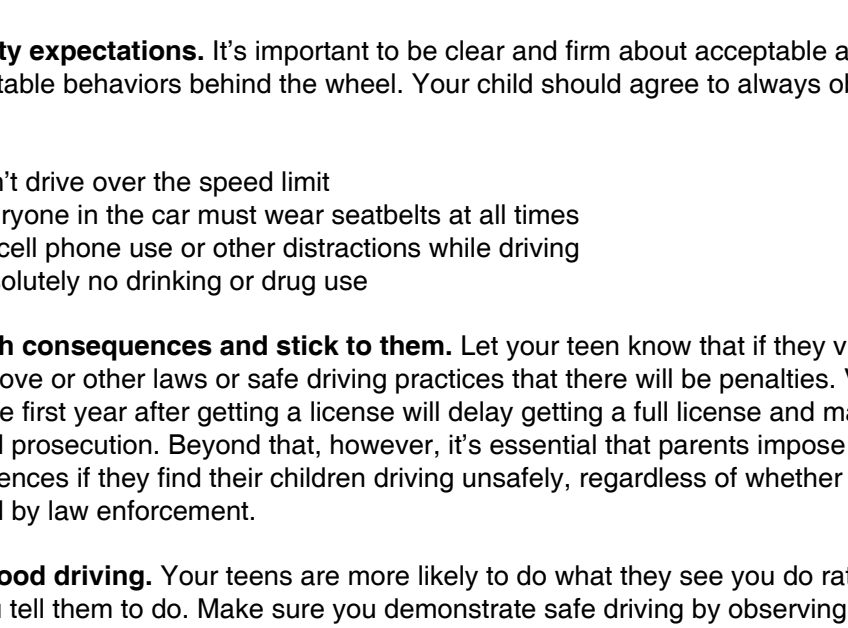 ty expectations. It's important to be clear and firm about acceptable a
table behaviors behind the wheel. Your child should agree to always ob
n't drive over the speed limit
ryone in the car must wear seatbelts at all times
cell phone use or other distractions while driving
solutely no drinking or drug use
h consequences and stick to them. Let your teen know that if they v
ove or other laws or safe driving practices that there will be penalties. V
e first year after getting a license will delay getting a full license and ma
l prosecution. Beyond that, however, it's essential that parents impose
ences if they find their children driving unsafely, regardless of whether
l by law enforcement.
ood driving. Your teens are more likely to do what they see you do rat
u tell them to do. Make sure you demonstrate safe driving by observing